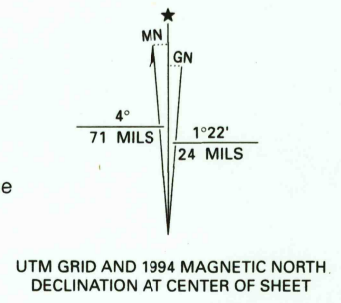 ★
MN
GN
4°
71 MILS
1°22'
24 MILS
e
UTM GRID AND 1994 MAGNETIC NORTH
DECLINATION AT CENTER OF SHEET